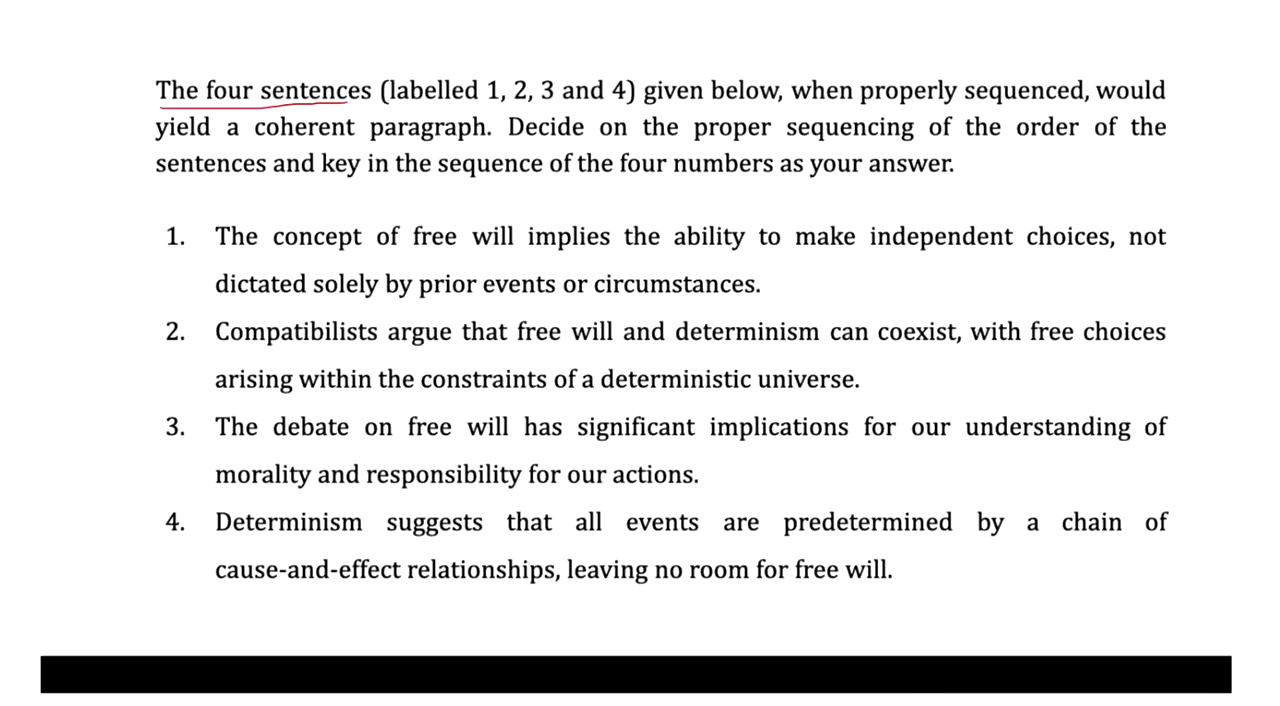 The four sentences (labelled 1, 2, 3 and 4) given below, when properly sequenced, would
yield a coherent paragraph. Decide on the proper sequencing of the order of the
sentences and key in the sequence of the four numbers as your answer.
1. The concept of free will implies the ability to make independent choices, not
dictated solely by prior events or circumstances.
2. Compatibilists argue that free will and determinism can coexist, with free choices
arising within the constraints of a deterministic universe.
3. The debate on free will has significant implications for our understanding of
morality and responsibility for our actions.
4. Determinism suggests that all events are predetermined by a chain of
cause-and-effect relationships, leaving no room for free will.